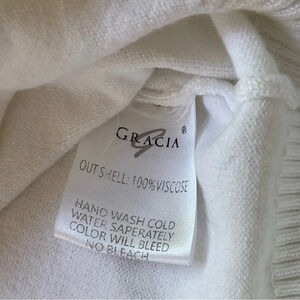 GRACIA®
OUT SHELL: 100% VISCOSE
HAND WASH COLD
WATER SAPERATELY
COLOR WILL BLEED
NO BLEACH